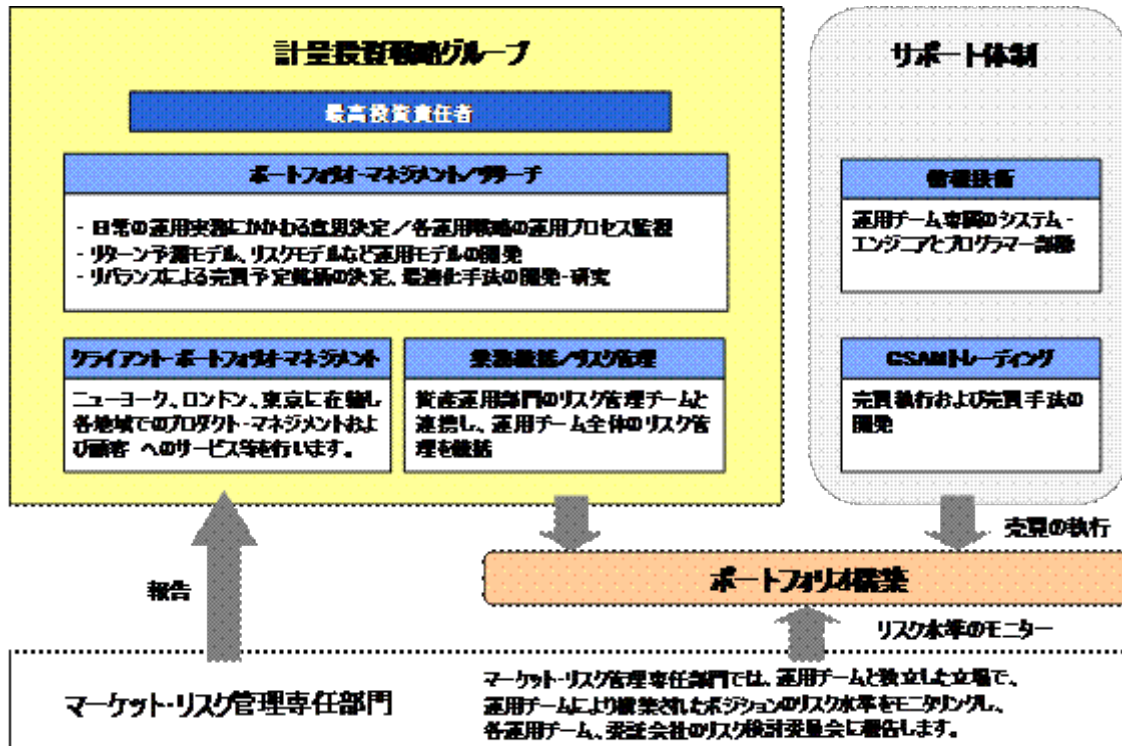 計量投資戦略グループ
最高投資責任者
ポートフォリオ・マネジメント/リサーチ
- 日常の運用実務にかかわる意思決定/各運用戦略の運用プロセス監視
- リターン予測モデル、リスクモデルなど運用モデルの開発
- リバランスによる売買予定銘柄の決定、最適化手法の開発・研究
クライアント・ポートフォリオ・マネジメント
ニューヨーク、ロンドン、東京に在籍し
各地域でのプロダクト・マネジメントおよ
び顧客 へのサービス等を行います。
業務統括/リスク管理
資産運用部門のリスク管理チームと
連携し、運用チーム全体のリスク管
理を統括
サポート体制
情報技術
運用チーム専属のシステム・
エンジニアとプログラマー部隊
GSAMトレーディング
売買執行および売買手法の
開発
売買の執行
報告
ポートフォリオ構築
リスク水準のモニター
マーケット・リスク管理専任部門
マーケット・リスク管理専任部門では、運用チームと独立した立場で、
運用チームにより構築されたポジションのリスク水準をモニタリングし、
各運用チーム、委託会社のリスク検討委員会に報告します。